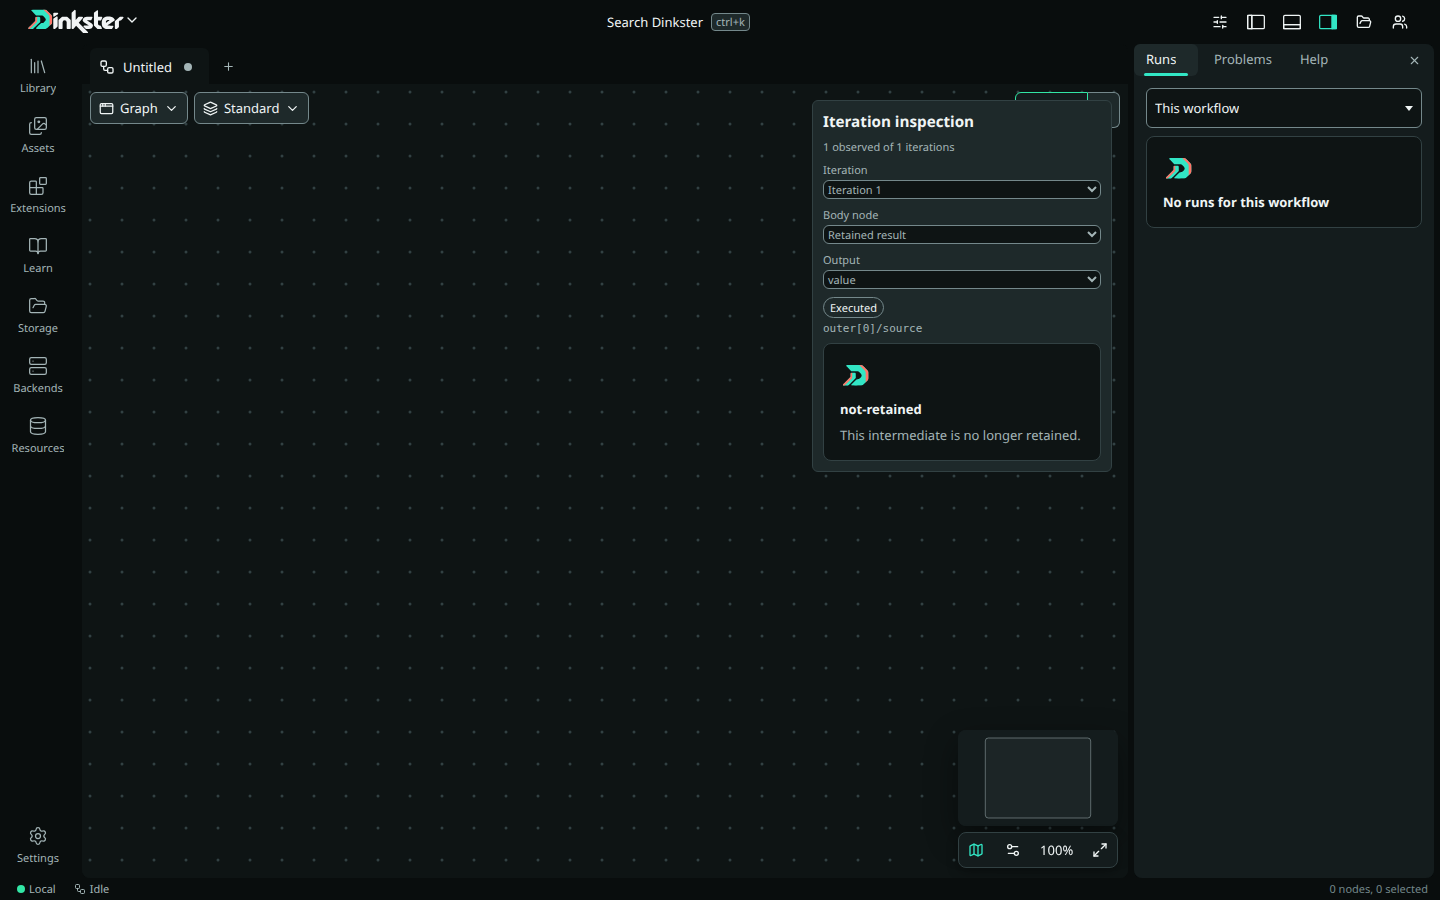 Dinkster
Search Dinkster ctrl+k
Library
Assets
Extensions
Learn
Storage
Backends
Resources
Settings
Untitled
Graph
Standard
Iteration inspection
1 observed of 1 iterations
Iteration
Iteration 1
Body node
Retained result
Output
value
Executed
outer[0]/source
not-retained
This intermediate is no longer retained.
100%
Runs Problems Help
This workflow
No runs for this workflow
Local Idle
0 nodes, 0 selected